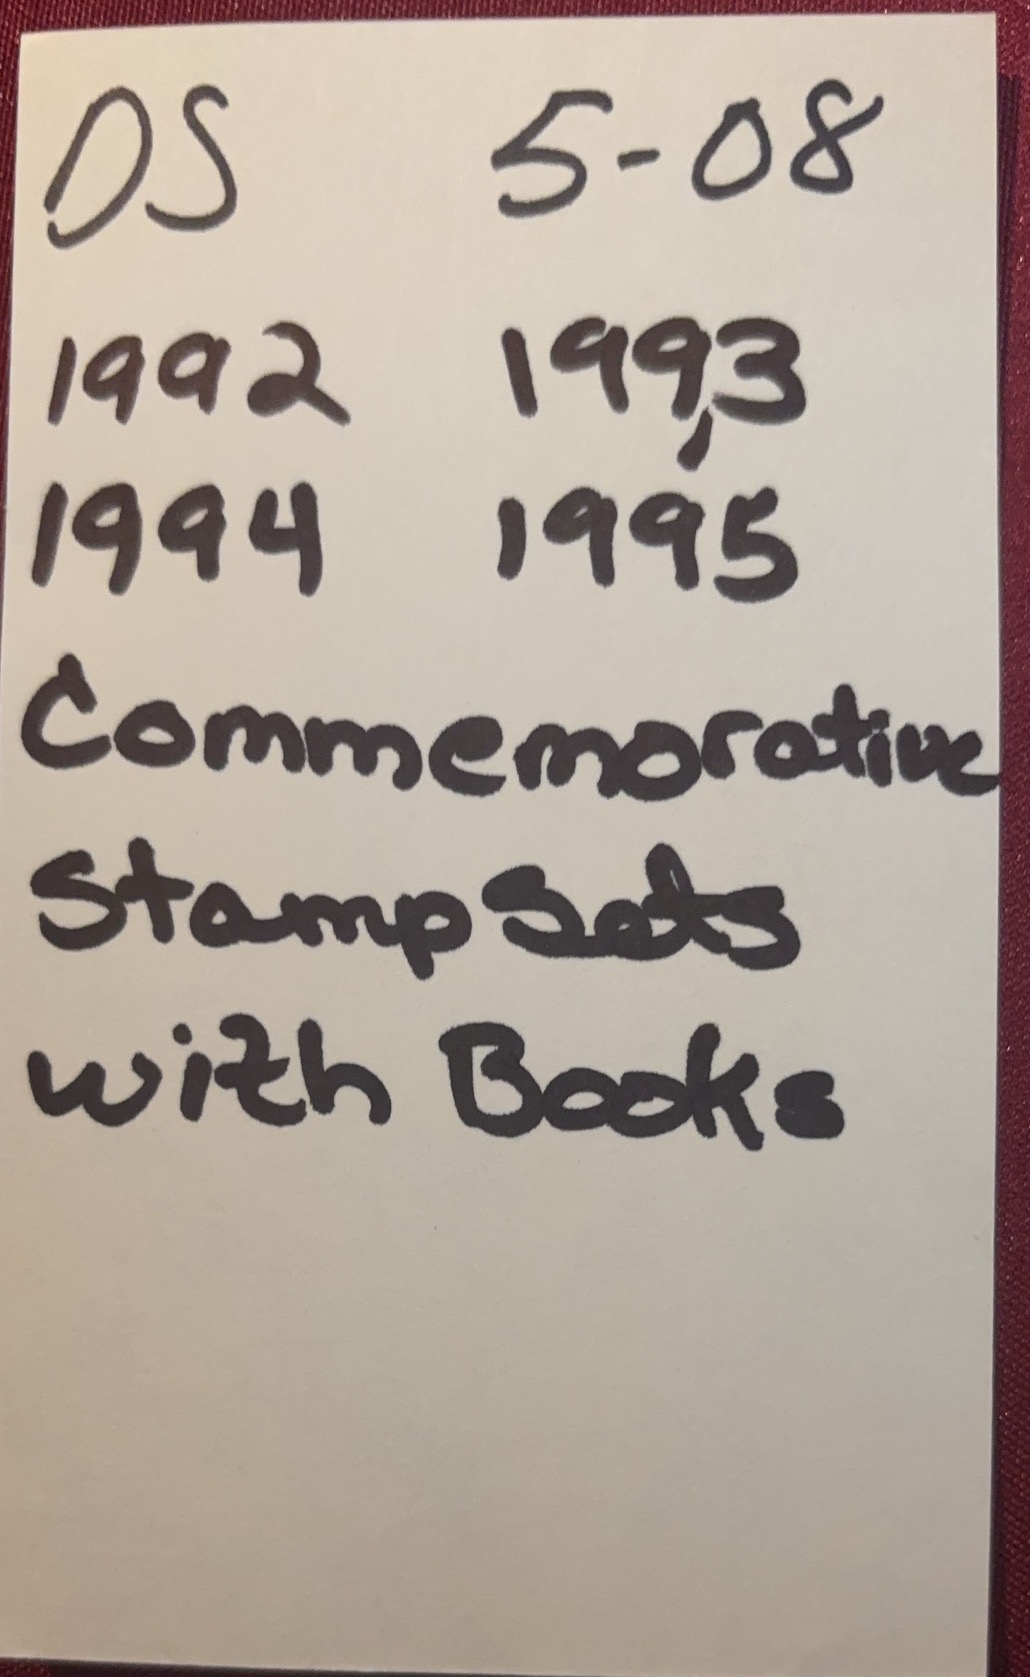 DS 5-08
1992 1993,
1994 1995
Commemorative
Stamp Sets
with Books